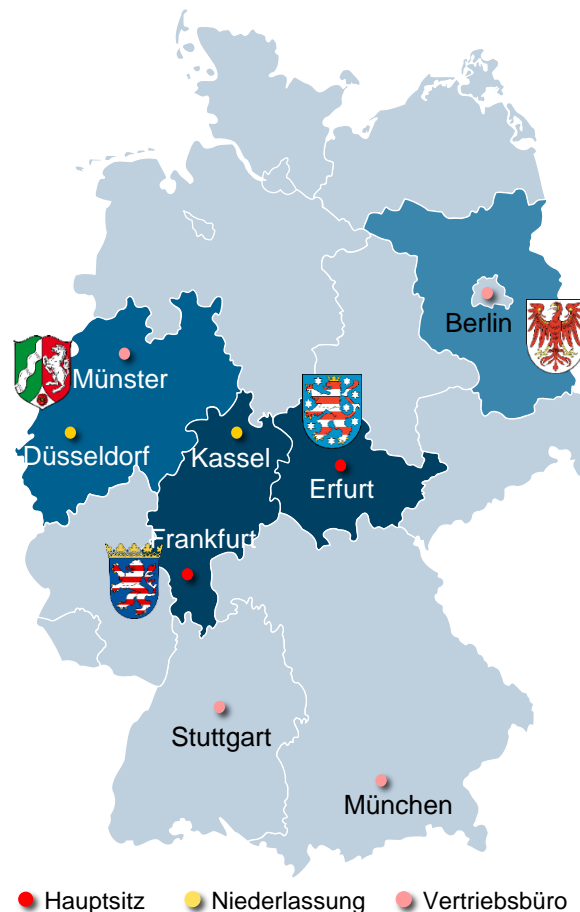 Berlin
Münster
Düsseldorf
Kassel
Erfurt
Frankfurt
Stuttgart
München
Hauptsitz Niederlassung Vertriebsbüro